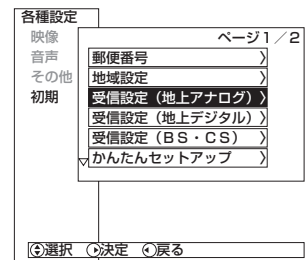 各種設定
映像
音声
その他
初期
ページ1/2
郵便番号 〉
地域設定 〉
受信設定(地上アナログ)〉
受信設定(地上デジタル)〉
受信設定(BS・CS) 〉
かんたんセットアップ 〉
選択 決定 戻る